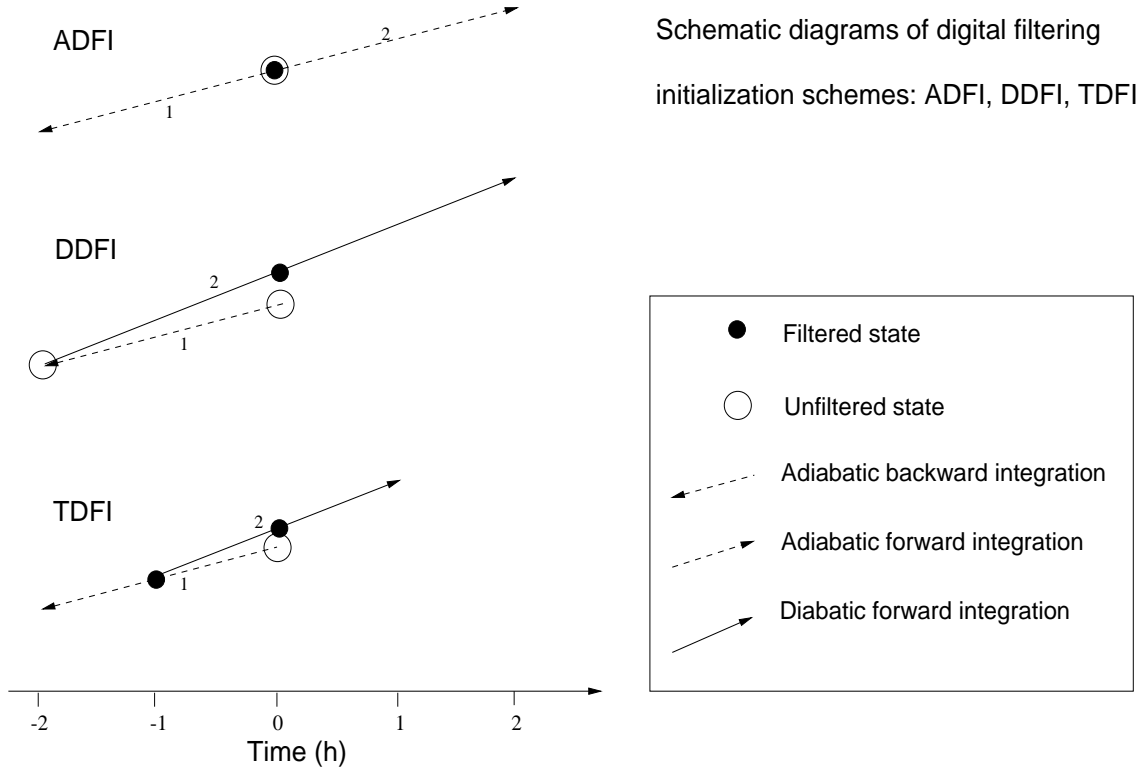 Schematic diagrams of digital filtering
initialization schemes: ADFI, DDFI, TDFI
ADFI
2
1
DDFI
2
1
TDFI
2
1
Filtered state
Unfiltered state
Adiabatic backward integration
Adiabatic forward integration
Diabatic forward integration
-2 -1 0 1 2
Time (h)